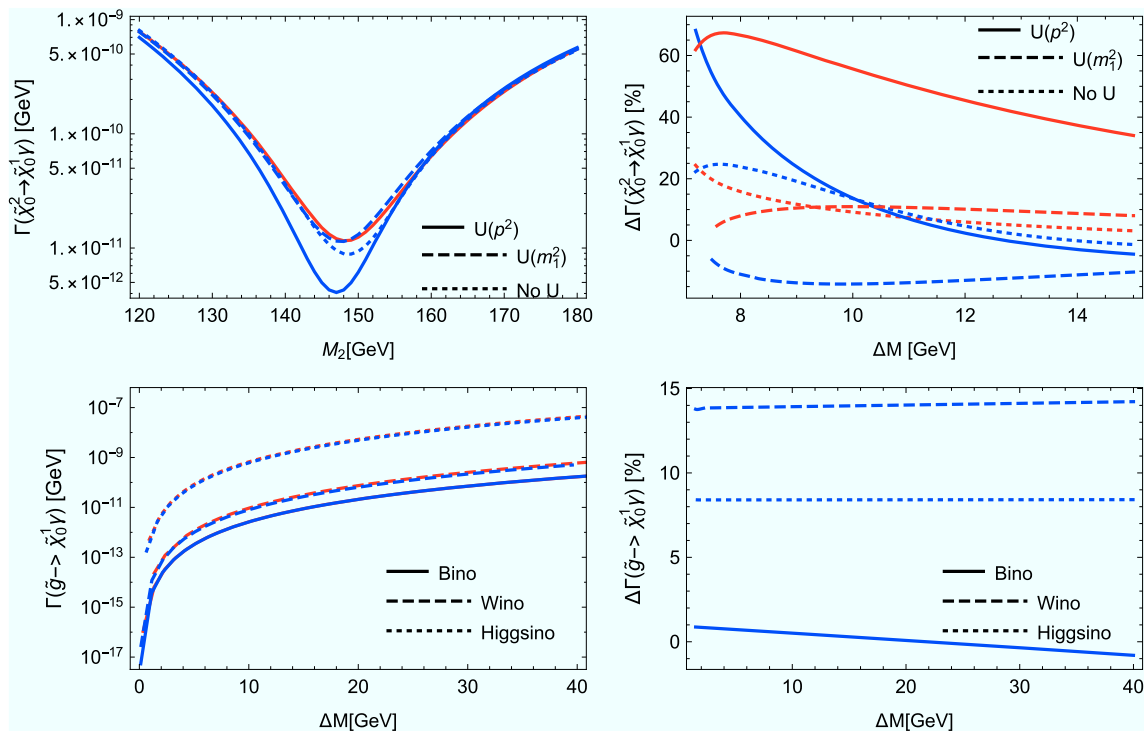 Γ(χ̃₀²→χ̃₀¹γ) [GeV]
1.×10⁻⁹
5.×10⁻¹⁰
1.×10⁻¹⁰
5.×10⁻¹¹
1.×10⁻¹¹
5.×10⁻¹²
U(p²)
U(m₁²)
No U
120 130 140 150 160 170 180
M₂[GeV]
ΔΓ(χ̃₀²→χ̃₀¹γ) [%]
60
40
20
0
U(p²)
U(m₁²)
No U
8 10 12 14
ΔM [GeV]
Γ(g̃–> χ̃₀¹γ) [GeV]
10⁻⁷
10⁻⁹
10⁻¹¹
10⁻¹³
10⁻¹⁵
10⁻¹⁷
Bino
Wino
Higgsino
0 10 20 30 40
ΔM[GeV]
ΔΓ(g̃–> χ̃₀¹γ) [%]
15
10
5
0
Bino
Wino
Higgsino
10 20 30 40
ΔM[GeV]